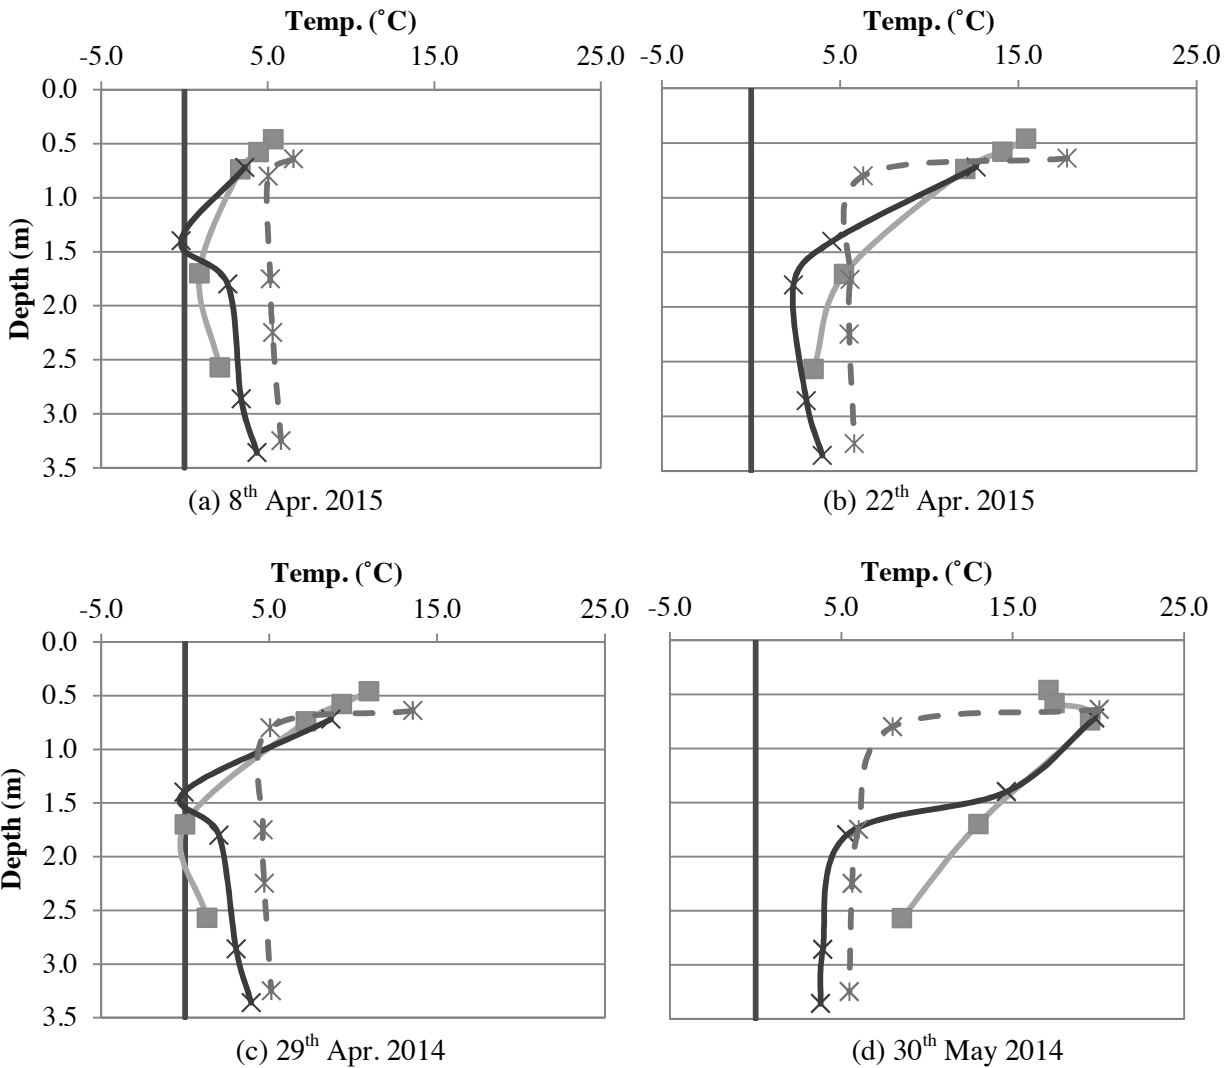 Temp. (˚C)
-5.0 5.0 15.0 25.0
0.0
0.5
1.0
1.5
2.0
2.5
3.0
3.5
Depth (m)
(a) 8th Apr. 2015
Temp. (˚C)
-5.0 5.0 15.0 25.0
(b) 22th Apr. 2015
Temp. (˚C)
-5.0 5.0 15.0 25.0
0.0
0.5
1.0
1.5
2.0
2.5
3.0
3.5
Depth (m)
(c) 29th Apr. 2014
Temp. (˚C)
-5.0 5.0 15.0 25.0
(d) 30th May 2014